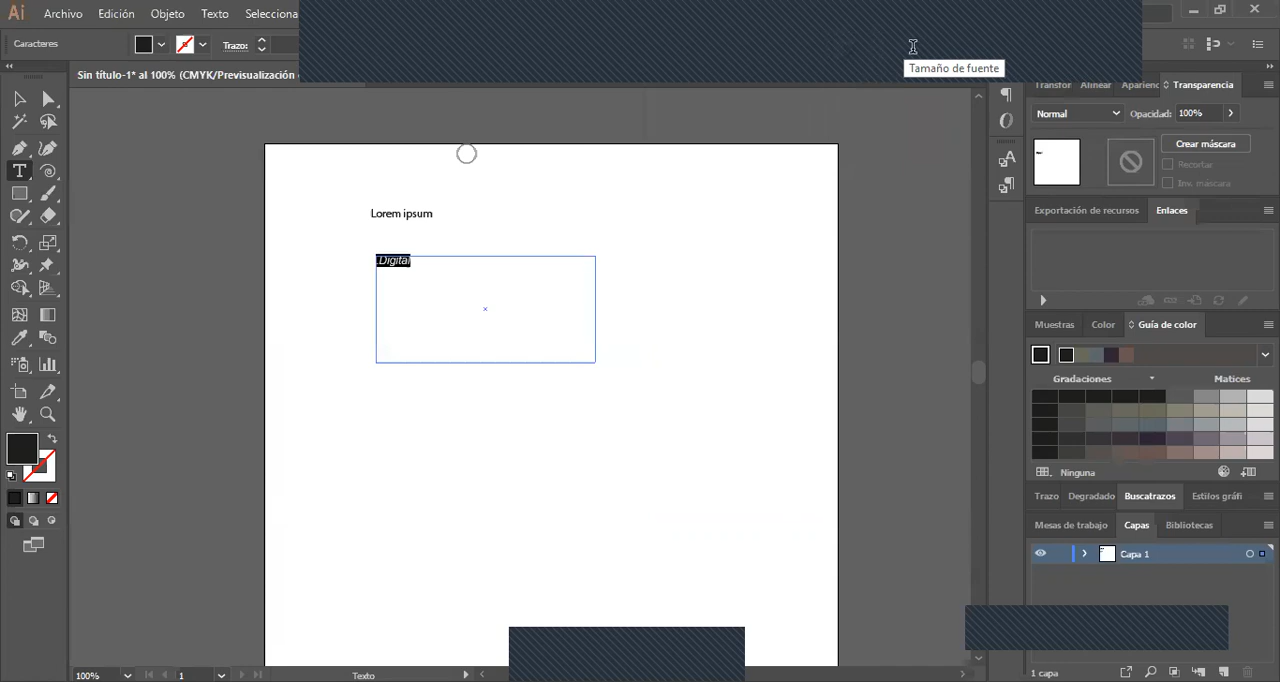 Ai Archivo Edición Objeto Texto Selecciona
Caracteres Trazo:
Tamaño de fuente
Sin título-1* al 100% (CMYK/Previsualización
Transfor Alinear Aparienc Transparencia
Normal Opacidad: 100%
Crear máscara
Recortar
Inv. máscara
Lorem ipsum
Exportación de recursos Enlaces
Digital
Muestras Color Guía de color
Gradaciones Matices
Ninguna
Trazo Degradado Buscatrazos Estilos gráfi
Mesas de trabajo Capas Bibliotecas
Capa 1
100% 1 Texto
1 capa